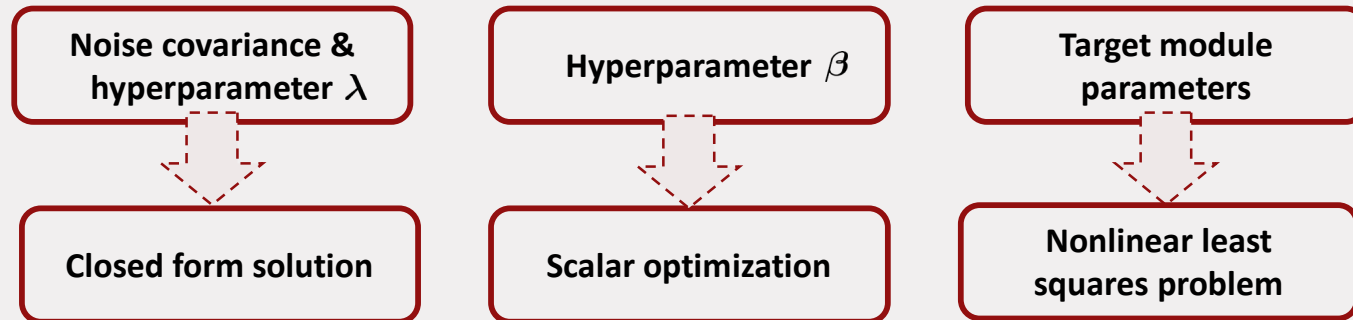 Noise covariance &
hyperparameter λ
Hyperparameter β
Target module
parameters
Closed form solution
Scalar optimization
Nonlinear least
squares problem